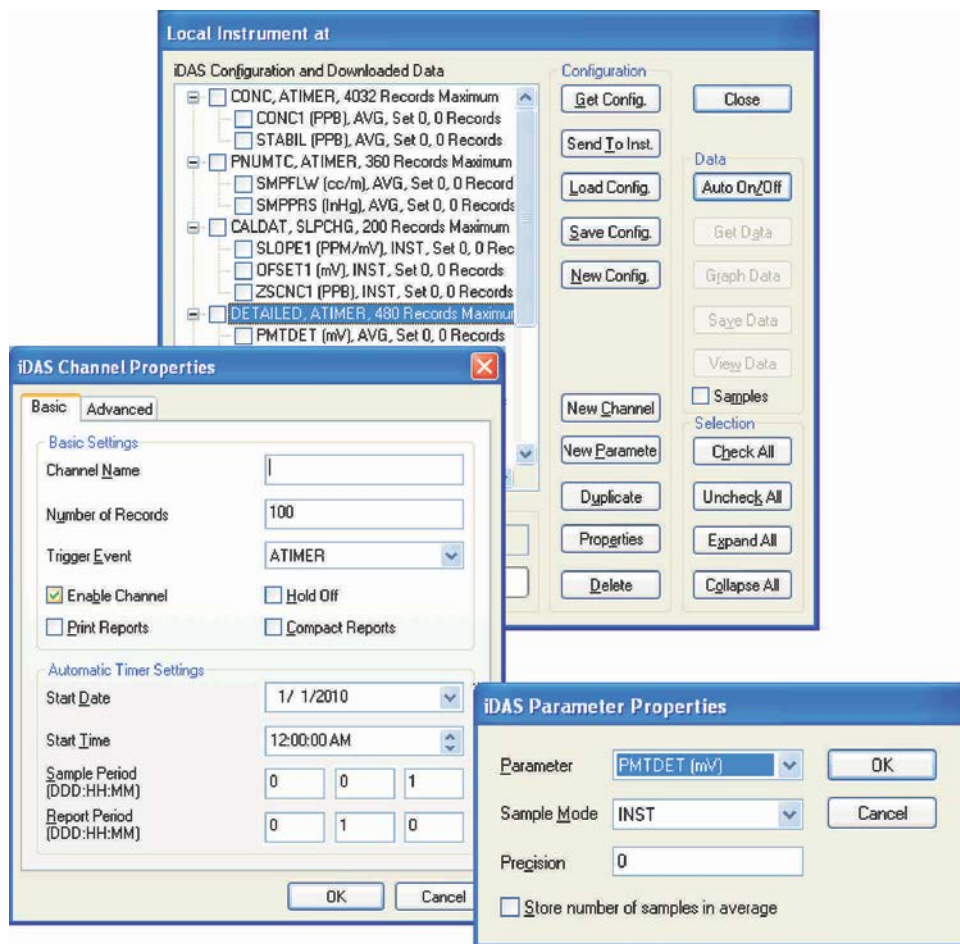 Local Instrument at
iDAS Configuration and Downloaded Data
CONC, ATIMER, 4032 Records Maximum
CONC1 (PPB), AVG, Set 0, 0 Records
STABIL (PPB), AVG, Set 0, 0 Records
PNUMTC, ATIMER, 360 Records Maximum
SMPFLW (cc/m), AVG, Set 0, 0 Record
SMPPRS (InHg), AVG, Set 0, 0 Records
CALDAT, SLPCHG, 200 Records Maximum
SLOPE1 (PPM/mV), INST, Set 0, 0 Rec
OFSET1 (mV), INST, Set 0, 0 Records
ZSCNC1 (PPB), INST, Set 0, 0 Records
DETAILED, ATIMER, 480 Records Maximur
PMTDET (mV), AVG, Set 0, 0 Records
Configuration
Get Config.
Send To Inst.
Load Config.
Save Config.
New Config.
New Channel
New Paramete
Duplicate
Properties
Delete
Close
Data
Auto On/Off
Get Data
Graph Data
Save Data
View Data
Samples
Selection
Check All
Uncheck All
Expand All
Collapse All
iDAS Channel Properties
Basic Advanced
Basic Settings
Channel Name
Number of Records 100
Trigger Event ATIMER
Enable Channel Hold Off
Print Reports Compact Reports
Automatic Timer Settings
Start Date 1/ 1/2010
Start Time 12:00:00 AM
Sample Period
(DDD:HH:MM) 0 0 1
Report Period
(DDD:HH:MM) 0 1 0
OK Cancel
iDAS Parameter Properties
Parameter PMTDET (mV) OK
Sample Mode INST Cancel
Precision 0
Store number of samples in average